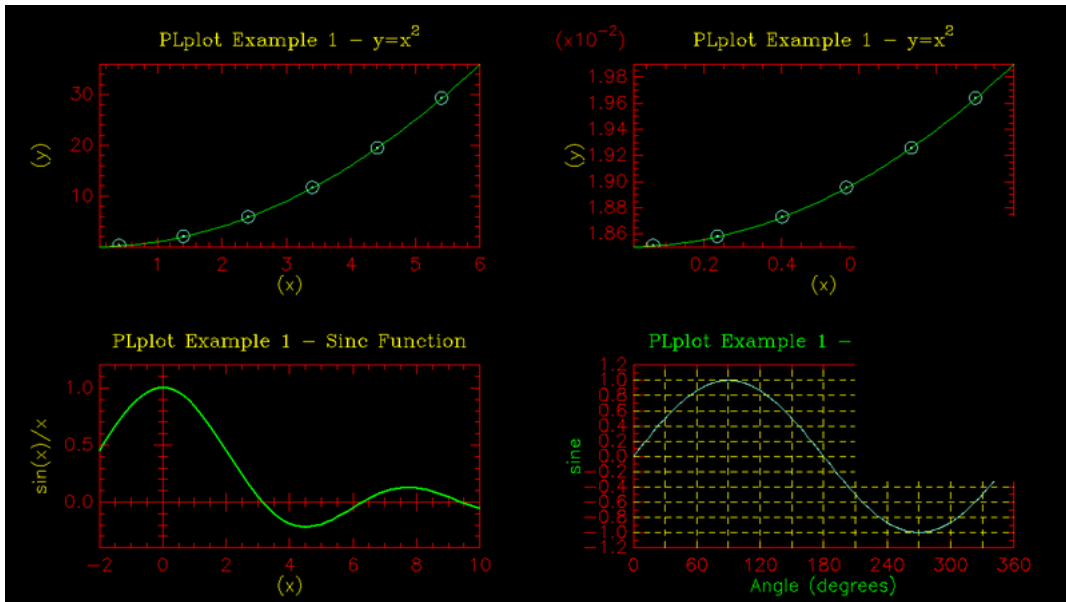 PLplot Example 1 – y=x²
30
20
10
(y)
1 2 3 4 5 6
(x)
(x10⁻²)
PLplot Example 1 – y=x²
1.98
1.96
1.94
1.92
1.90
1.88
1.86
(y)
0.2 0.4 0
(x)
PLplot Example 1 – Sinc Function
1.0
0.5
0.0
sin(x)/x
−2 0 2 4 6 8 10
(x)
PLplot Example 1 –
1.2
1.0
0.8
0.6
0.4
0.2
0.0
−0.2
−0.4
−0.6
−0.8
−1.0
−1.2
sine
0 60 120 180 240 300 360
Angle (degrees)